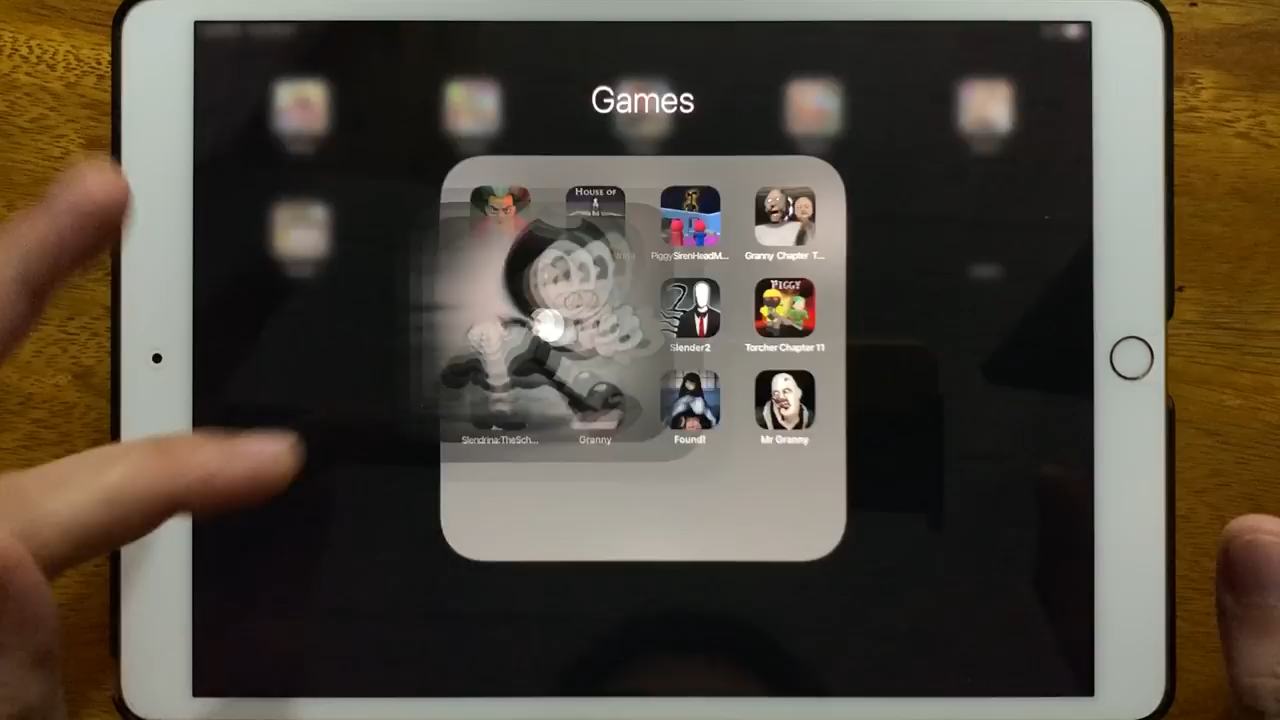 Games
HOUSE OF
PiggySirenHeadM...
Granny Chapter T...
Slender2
PIGGY
Torcher Chapter 11
Slendrina:TheSch...
Granny
Found!
Mr Granny